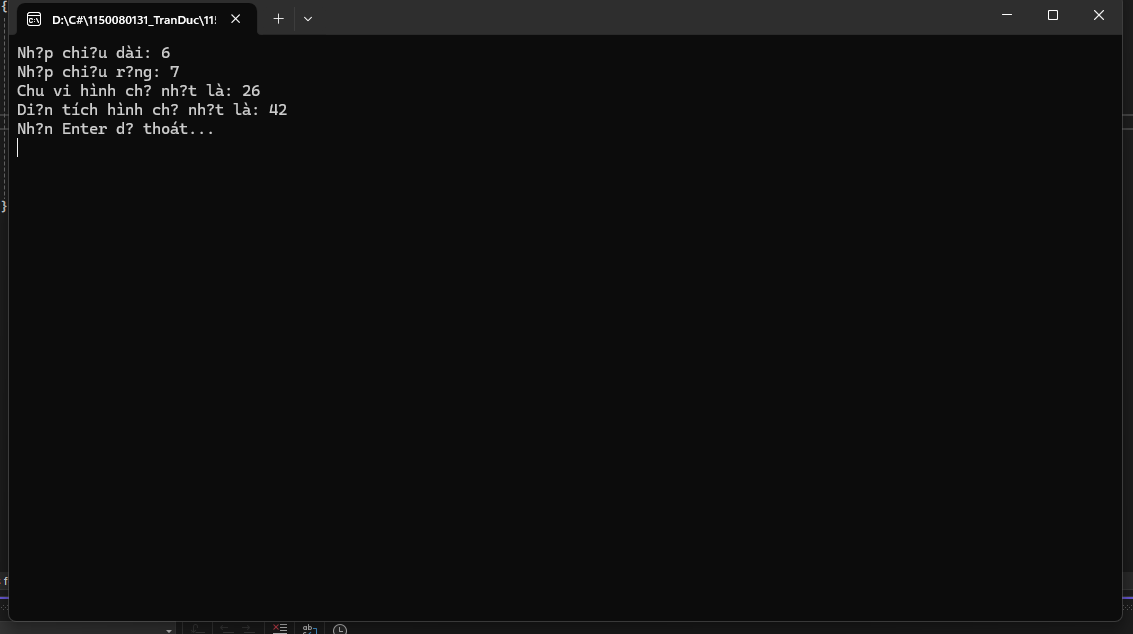 D:\C#\1150080131_TranDuc\11
Nh?p chi?u dài: 6
Nh?p chi?u r?ng: 7
Chu vi hình ch? nh?t là: 26
Di?n tích hình ch? nh?t là: 42
Nh?n Enter d? thoát...